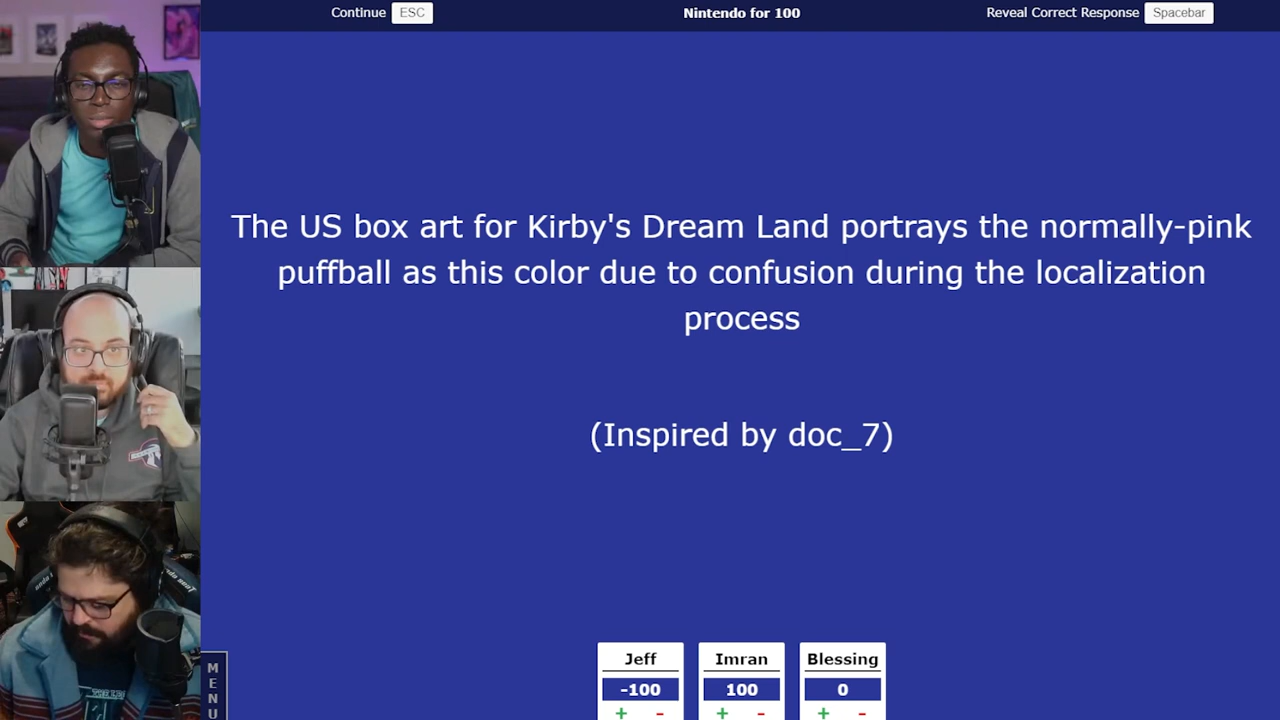 Continue ESC
Nintendo for 100
Reveal Correct Response Spacebar
The US box art for Kirby's Dream Land portrays the normally-pink
puffball as this color due to confusion during the localization
process
(Inspired by doc_7)
MENU
Jeff
-100
+ -
Imran
100
+ -
Blessing
0
+ -